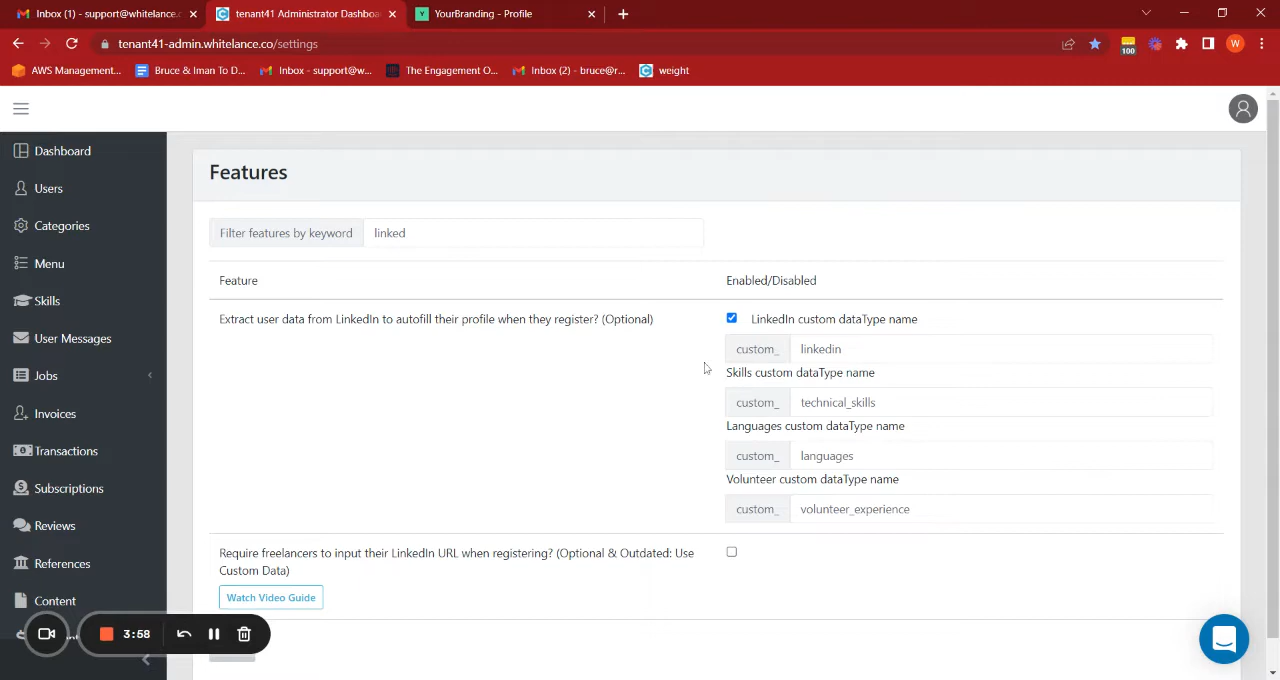 Inbox (1) - support@whitelance.c
tenant41 Administrator Dashboa
Y YourBranding - Profile
tenant41-admin.whitelance.co/settings
100
W
AWS Management...
Bruce & Iman To D...
Inbox - support@w...
The Engagement O...
Inbox (2) - bruce@r...
weight
Dashboard
Users
Categories
Menu
Skills
User Messages
Jobs
Invoices
Transactions
Subscriptions
Reviews
References
Content
Features
Filter features by keyword linked
Feature Enabled/Disabled
Extract user data from LinkedIn to autofill their profile when they register? (Optional)
LinkedIn custom dataType name
custom_ linkedin
Skills custom dataType name
custom_ technical_skills
Languages custom dataType name
custom_ languages
Volunteer custom dataType name
custom_ volunteer_experience
Require freelancers to input their LinkedIn URL when registering? (Optional & Outdated: Use
Custom Data)
Watch Video Guide
3:58